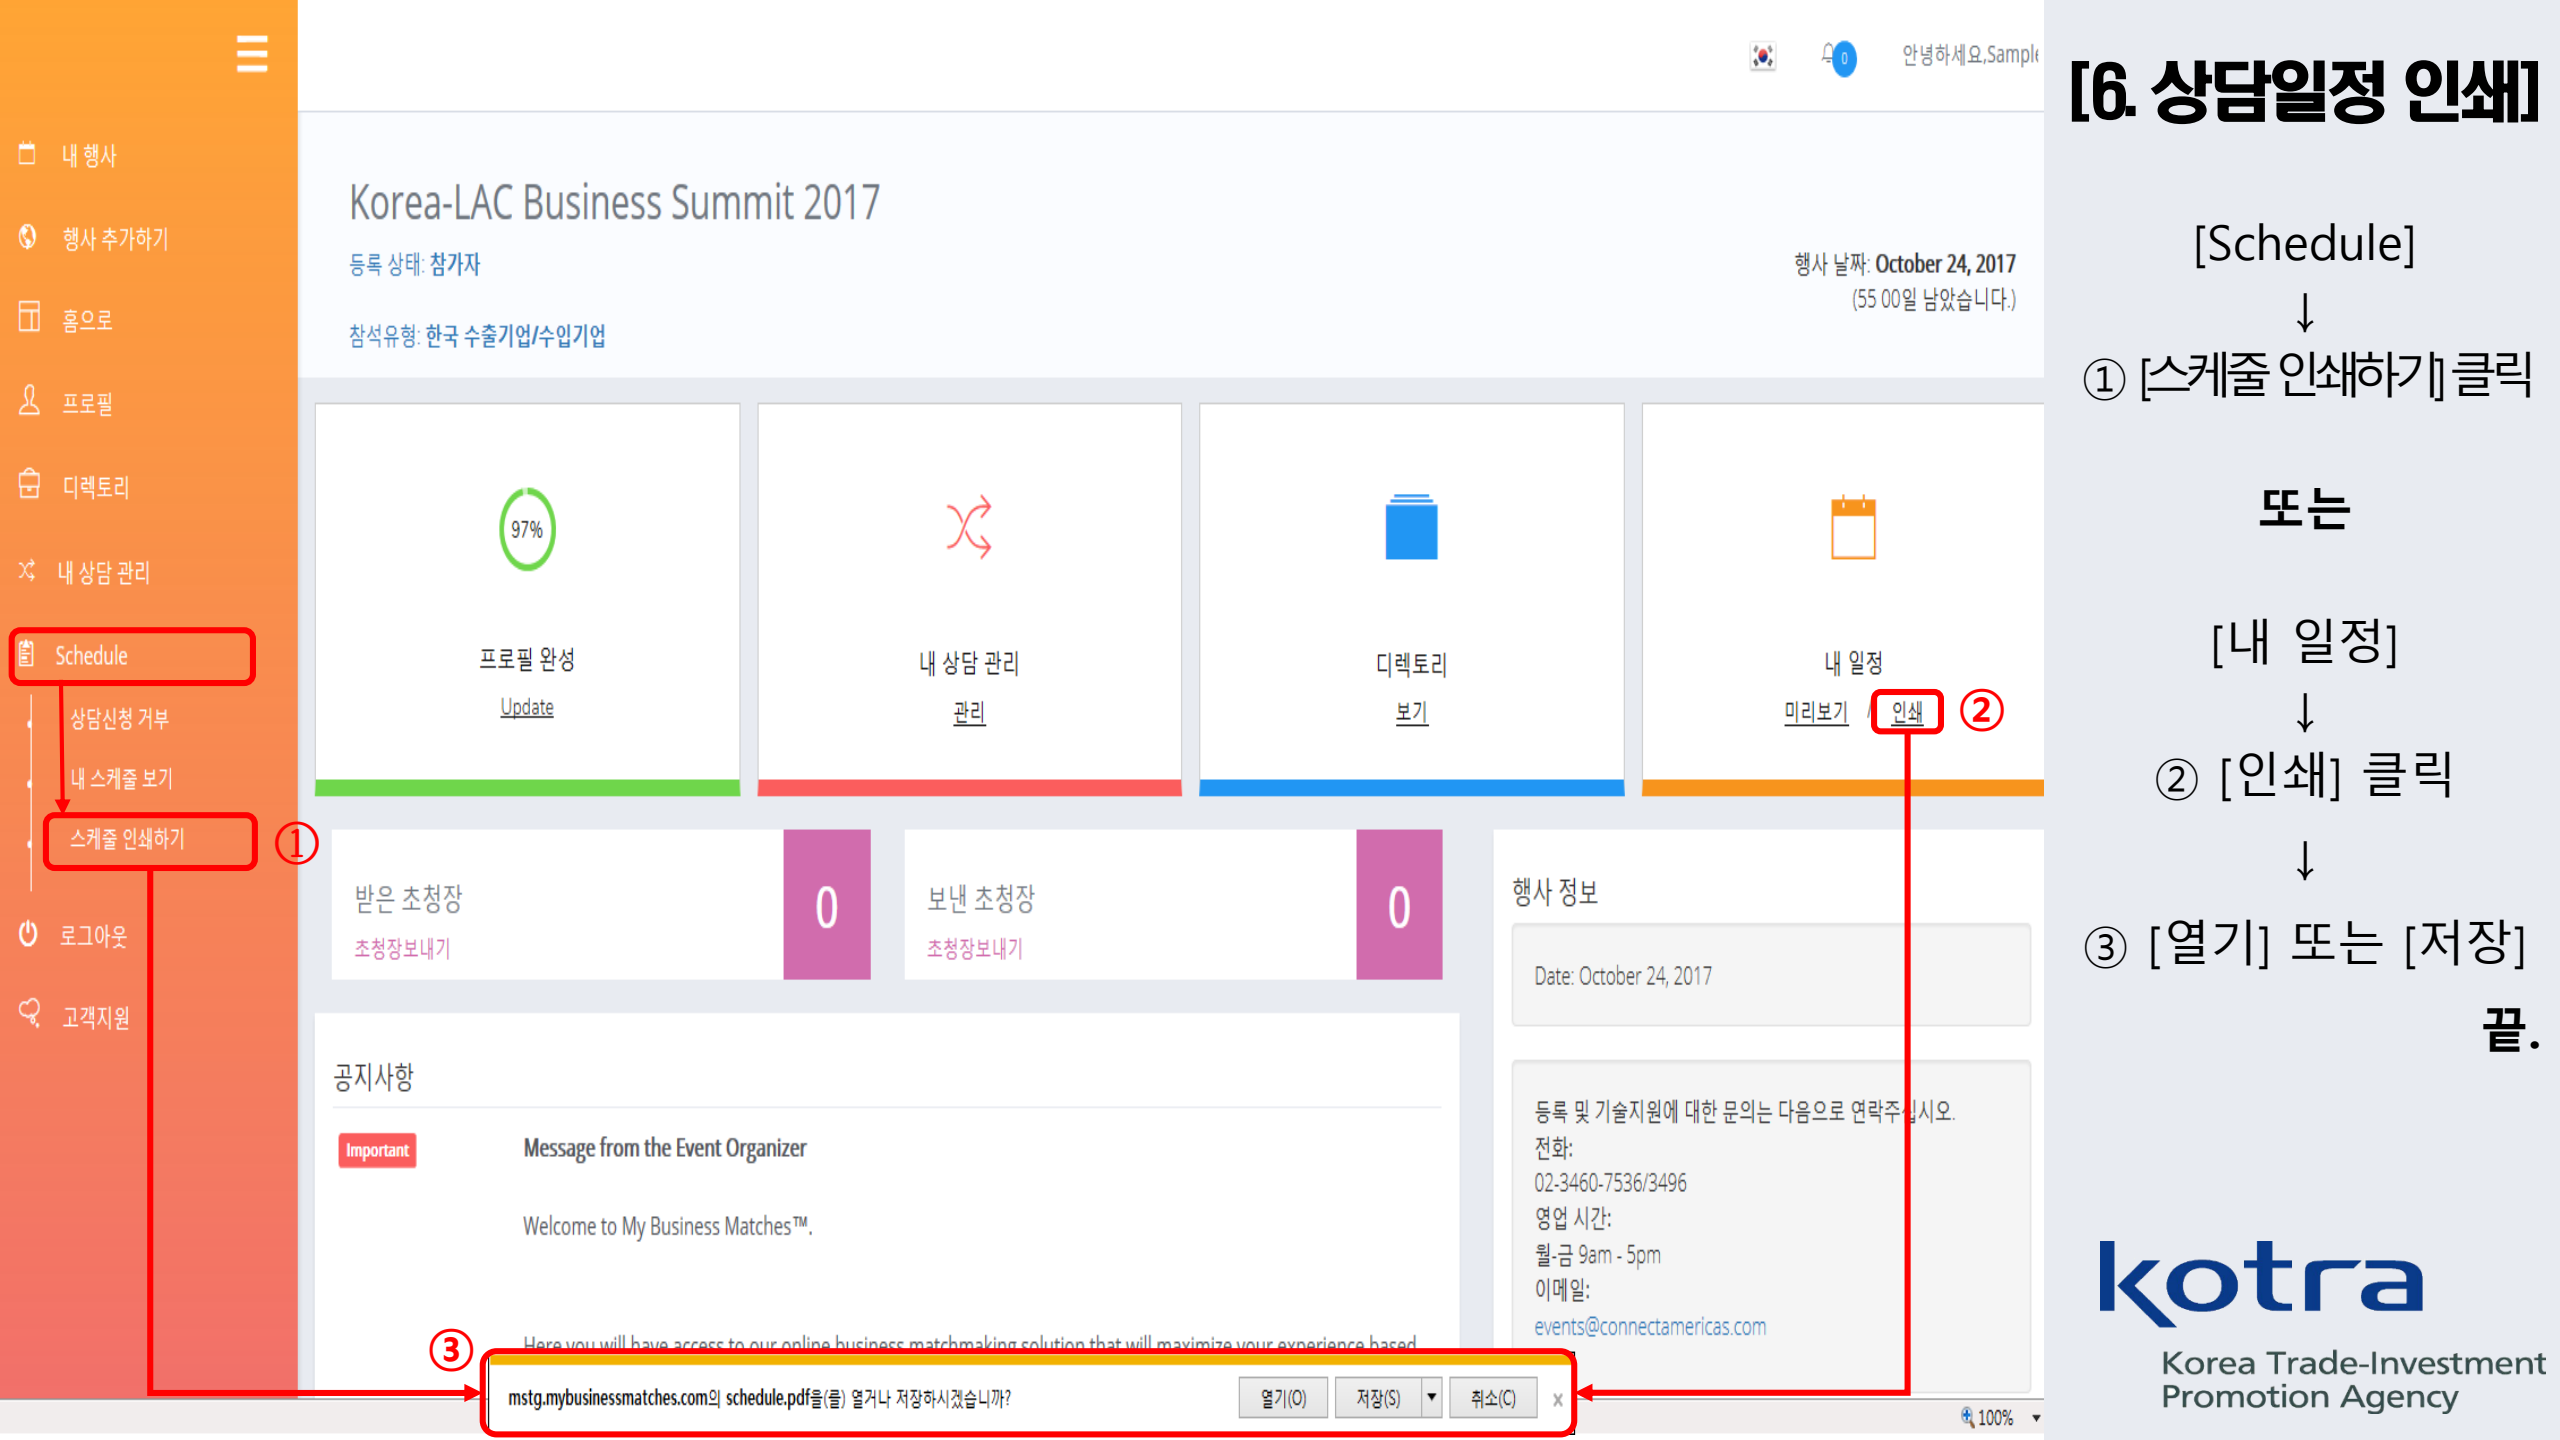 안녕하세요,Sample
0
내 행사
행사 추가하기
홈으로
프로필
디렉토리
내 상담 관리
Schedule
상담신청 거부
내 스케줄 보기
스케줄 인쇄하기
①
로그아웃
고객지원
Korea-LAC Business Summit 2017
등록 상태: 참가자
참석유형: 한국 수출기업/수입기업
행사 날짜: October 24, 2017
(55 00일 남았습니다.)
97%
프로필 완성
Update
내 상담 관리
관리
디렉토리
보기
내 일정
미리보기 / 인쇄
②
받은 초청장
초청장보내기
0
보낸 초청장
초청장보내기
0
행사 정보
Date: October 24, 2017
등록 및 기술지원에 대한 문의는 다음으로 연락주십시오.
전화:
02-3460-7536/3496
영업 시간:
월-금 9am - 5pm
이메일:
events@connectamericas.com
공지사항
Important
Message from the Event Organizer
Welcome to My Business Matches™.
Here you will have access to our online business matchmaking solution that will maximize your experience based
③
mstg.mybusinessmatches.com의 schedule.pdf을(를) 열거나 저장하시겠습니까?
열기(O)
저장(S)
취소(C)
x
100%
[6. 상담일정 인쇄]
[Schedule]
↓
① [스케줄 인쇄하기] 클릭
또는
[내 일정]
↓
② [인쇄] 클릭
↓
③ [열기] 또는 [저장]
끝.
kotra
Korea Trade-Investment
Promotion Agency